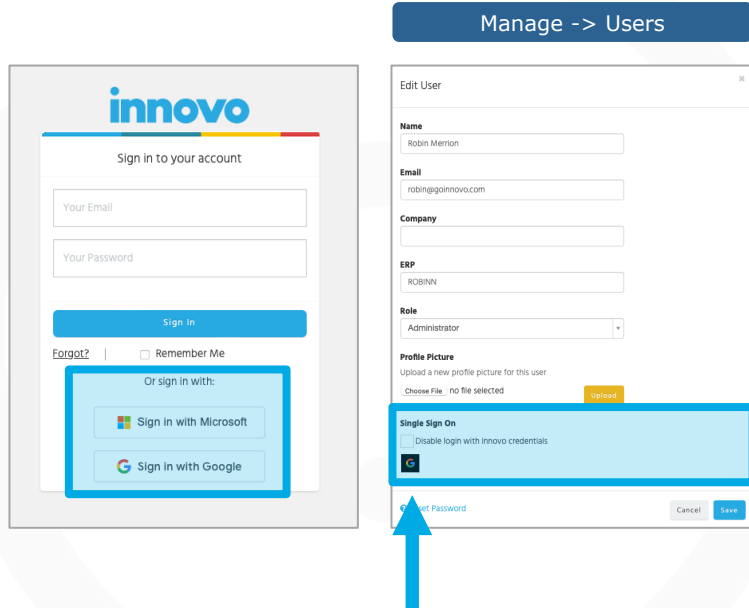 Manage -> Users
innovo
Sign in to your account
Your Email
Your Password
Sign In
Forgot? | Remember Me
Or sign in with:
Sign in with Microsoft
Sign in with Google
Edit User
Name
Robin Merrion
Email
robin@goinnovo.com
Company
ERP
ROBINN
Role
Administrator
Profile Picture
Upload a new profile picture for this user
Choose File no file selected
Upload
Single Sign On
Disable login with Innovo credentials
G
Password
Cancel
Save